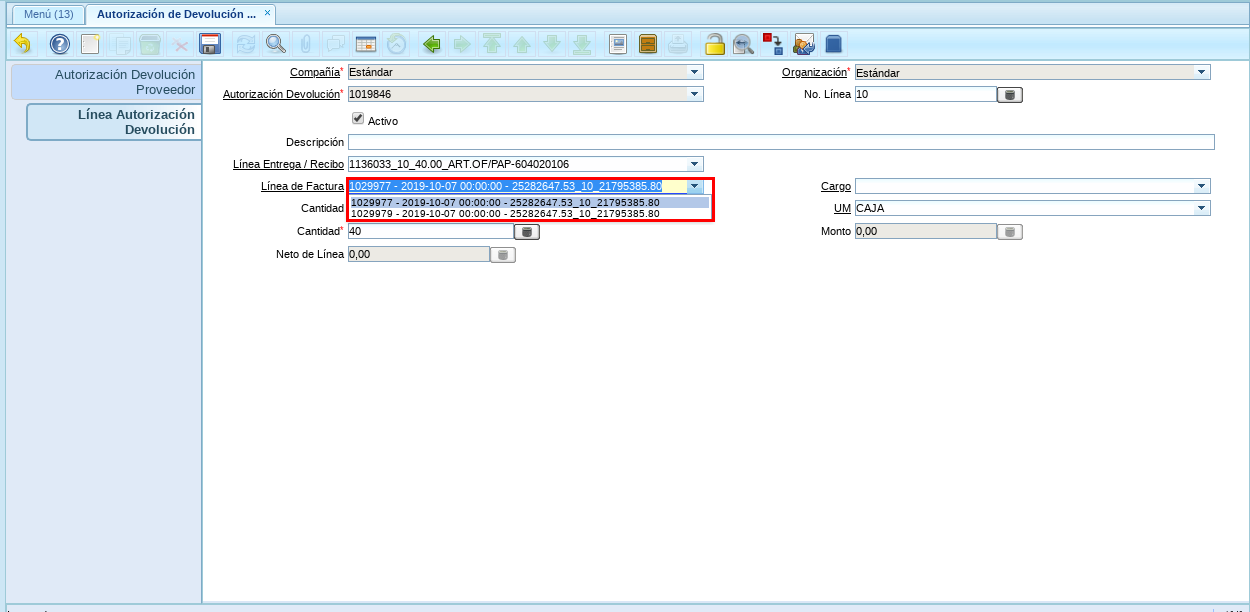 Menú (13)
Autorización de Devolución ... ×
Autorización Devolución
Proveedor
Línea Autorización
Devolución
Compañía* Estándar
Organización* Estándar
Autorización Devolución* 1019846
No. Línea 10
Activo
Descripción
Línea Entrega / Recibo 1136033_10_40.00_ART.OF/PAP-604020106
Línea de Factura 1029977 - 2019-10-07 00:00:00 - 25282647.53_10_21795385.80
Cargo
1029977 - 2019-10-07 00:00:00 - 25282647.53_10_21795385.80
1029979 - 2019-10-07 00:00:00 - 25282647.53_10_21795385.80
Cantidad
UM CAJA
Cantidad* 40
Monto 0,00
Neto de Línea 0,00